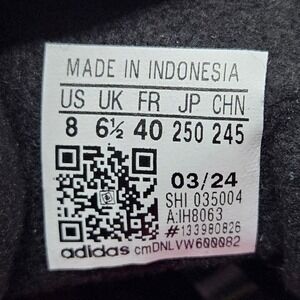 MADE IN INDONESIA
US UK FR JP CHN
8 6½ 40 250 245
03/24
SHI 035004
A:IH8063
#133980826
adidas cmDNLVW600082